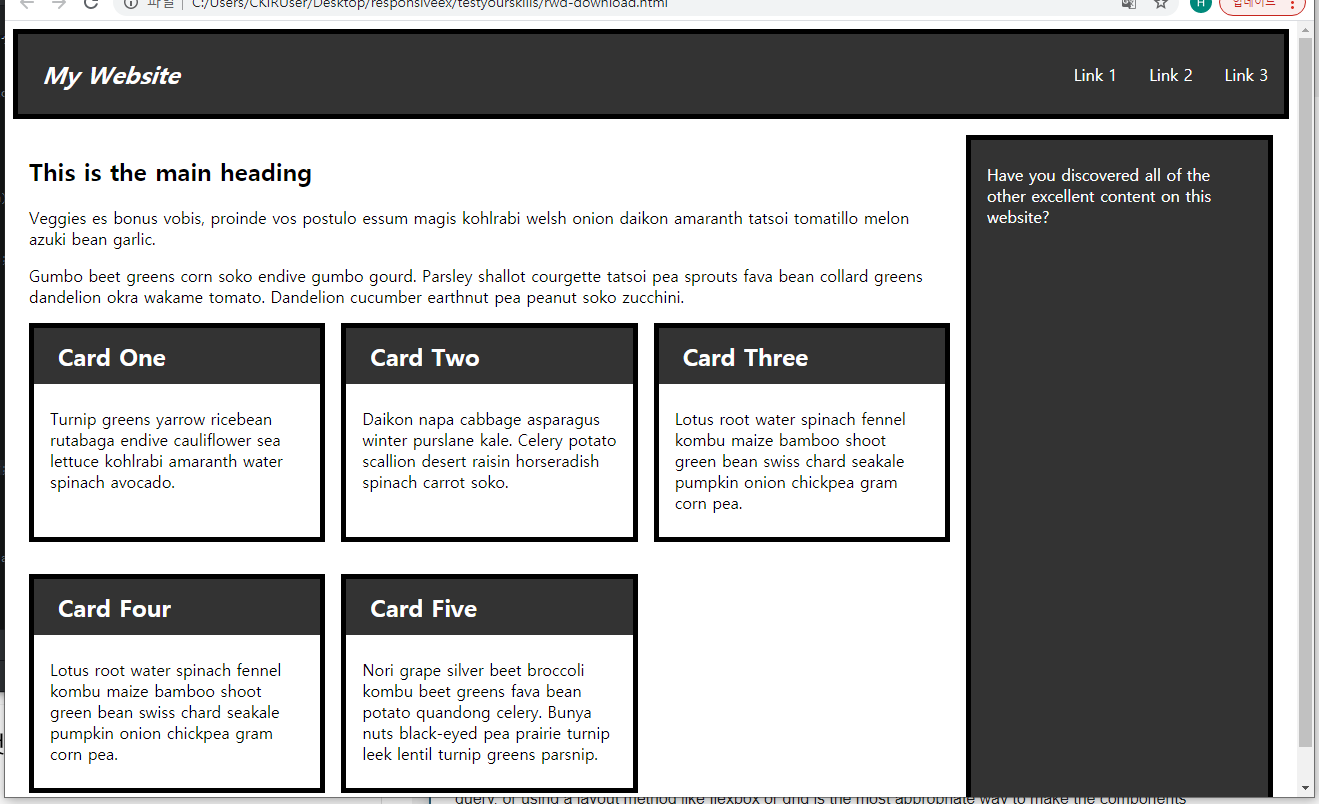 파일 C:/Users/CKIRUser/Desktop/responsiveex/testyourskills/rwd-download.html
H
업데이트
My Website
Link 1 Link 2 Link 3
This is the main heading
Veggies es bonus vobis, proinde vos postulo essum magis kohlrabi welsh onion daikon amaranth tatsoi tomatillo melon
azuki bean garlic.
Gumbo beet greens corn soko endive gumbo gourd. Parsley shallot courgette tatsoi pea sprouts fava bean collard greens
dandelion okra wakame tomato. Dandelion cucumber earthnut pea peanut soko zucchini.
Card One
Turnip greens yarrow ricebean
rutabaga endive cauliflower sea
lettuce kohlrabi amaranth water
spinach avocado.
Card Two
Daikon napa cabbage asparagus
winter purslane kale. Celery potato
scallion desert raisin horseradish
spinach carrot soko.
Card Three
Lotus root water spinach fennel
kombu maize bamboo shoot
green bean swiss chard seakale
pumpkin onion chickpea gram
corn pea.
Card Four
Lotus root water spinach fennel
kombu maize bamboo shoot
green bean swiss chard seakale
pumpkin onion chickpea gram
corn pea.
Card Five
Nori grape silver beet broccoli
kombu beet greens fava bean
potato quandong celery. Bunya
nuts black-eyed pea prairie turnip
leek lentil turnip greens parsnip.
Have you discovered all of the
other excellent content on this
website?
query, or using a layout method like flexbox or grid is the most appropriate way to make the components